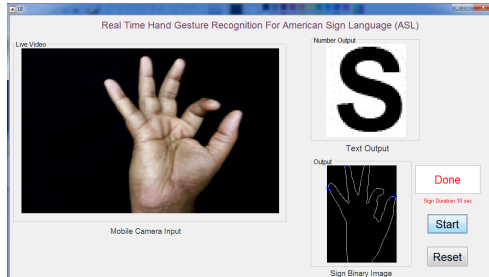 UI
Real Time Hand Gesture Recognition For American Sign Language (ASL)
Live Video
Mobile Camera Input
Number Output
S
Text Output
Output
Sign Binary Image
Done
Sign Duration 10 sec
Start
Reset